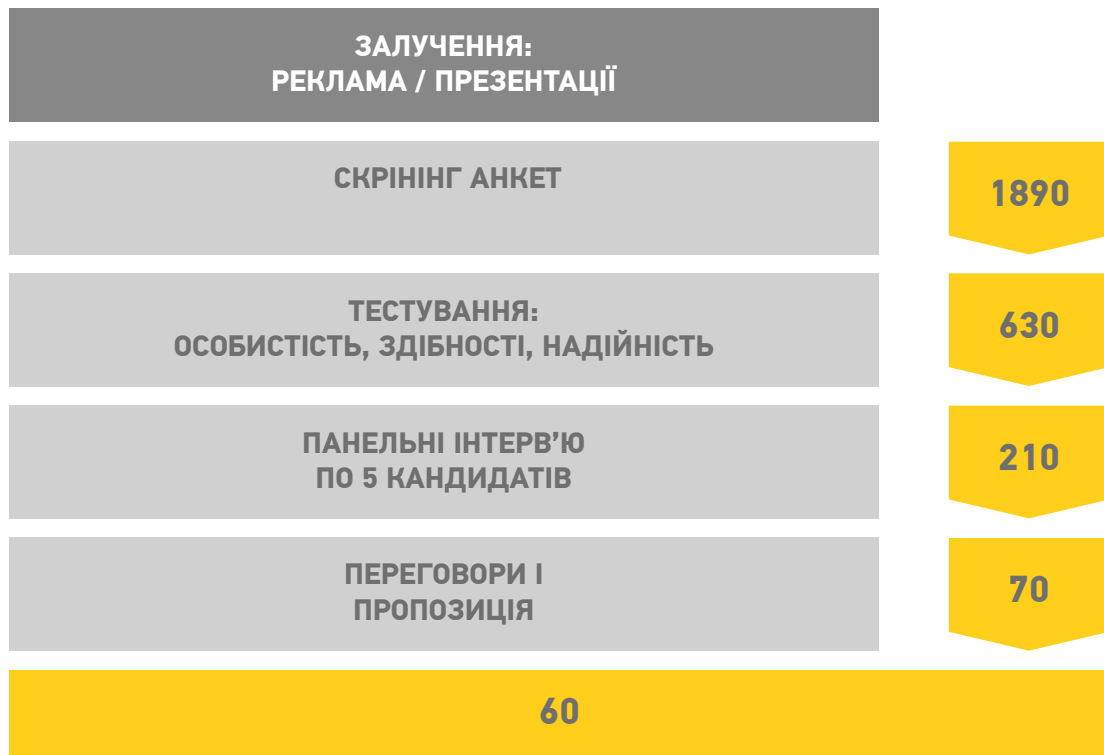 ЗАЛУЧЕННЯ:
РЕКЛАМА / ПРЕЗЕНТАЦІЇ
СКРІНІНГ АНКЕТ
1890
ТЕСТУВАННЯ:
ОСОБИСТІСТЬ, ЗДІБНОСТІ, НАДІЙНІСТЬ
630
ПАНЕЛЬНІ ІНТЕРВ’Ю
ПО 5 КАНДИДАТІВ
210
ПЕРЕГОВОРИ І
ПРОПОЗИЦІЯ
70
60